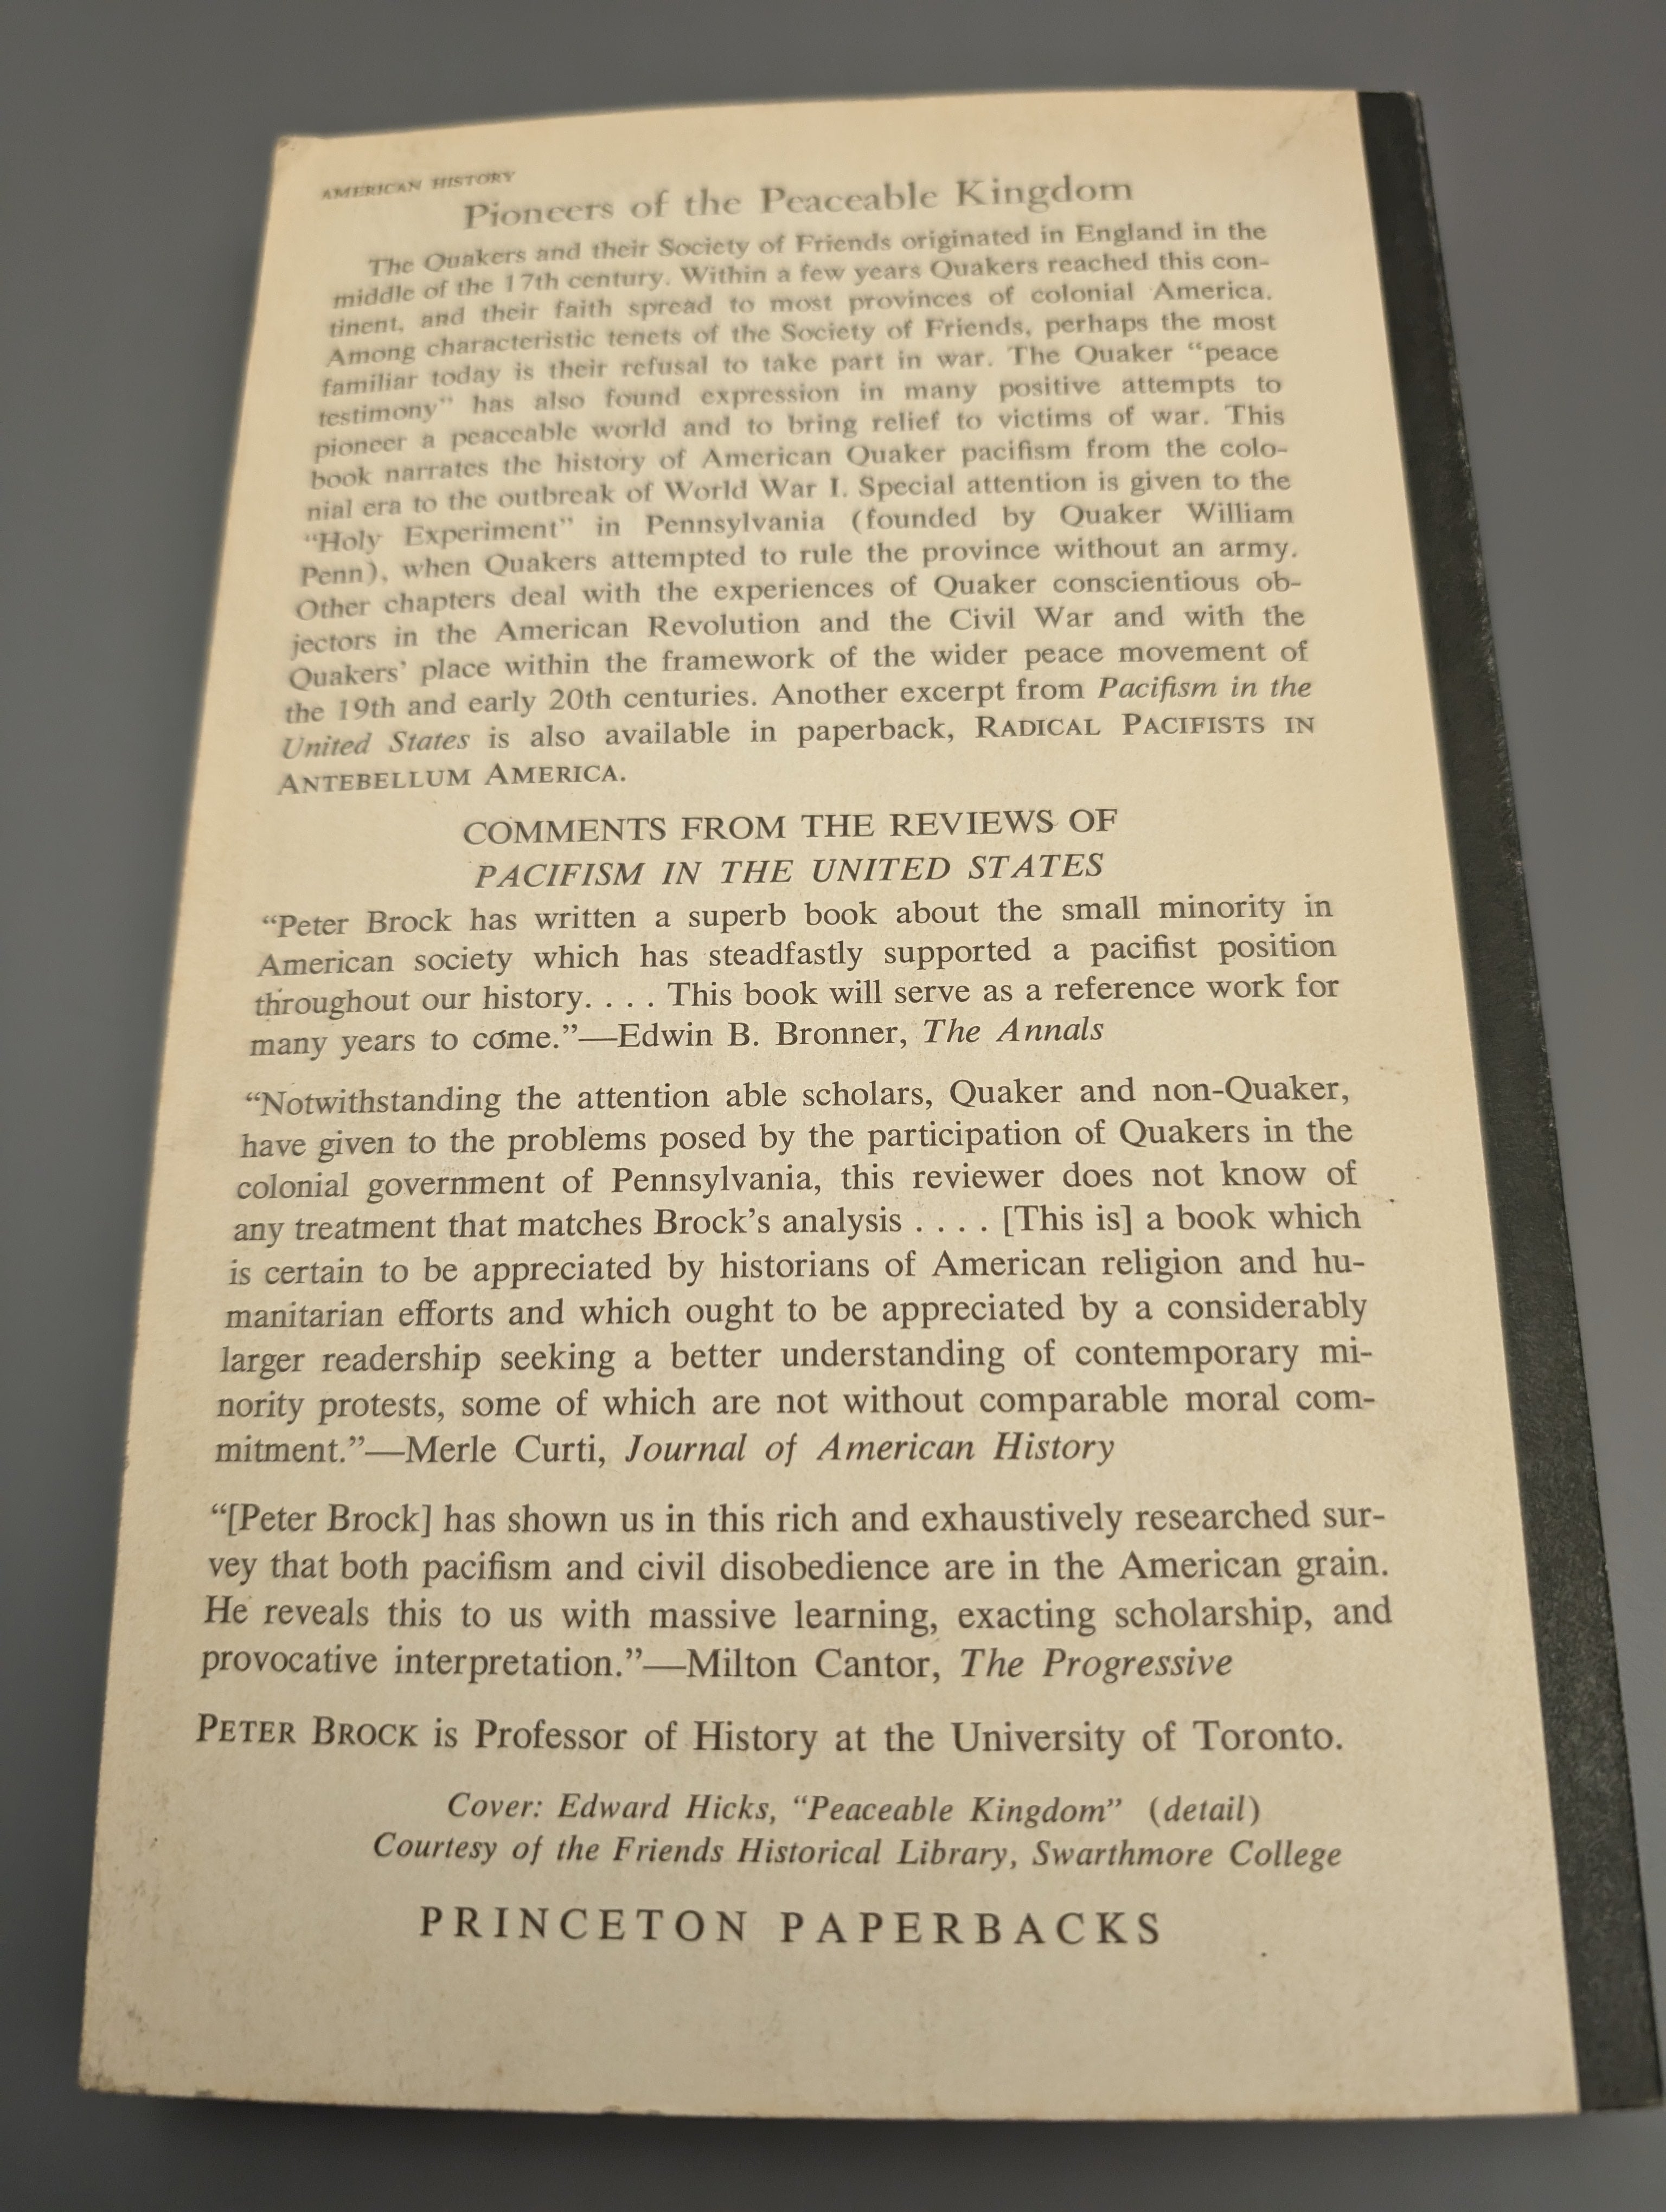 AMERICAN HISTORY
Pioneers of the Peaceable Kingdom
The Quakers and their Society of Friends originated in England in the
middle of the 17th century. Within a few years Quakers reached this con-
tinent, and their faith spread to most provinces of colonial America.
Among characteristic tenets of the Society of Friends, perhaps the most
familiar today is their refusal to take part in war. The Quaker “peace
testimony” has also found expression in many positive attempts to
pioneer a peaceable world and to bring relief to victims of war. This
book narrates the history of American Quaker pacifism from the colo-
nial era to the outbreak of World War I. Special attention is given to the
“Holy Experiment” in Pennsylvania (founded by Quaker William
Penn), when Quakers attempted to rule the province without an army.
Other chapters deal with the experiences of Quaker conscientious ob-
jectors in the American Revolution and the Civil War and with the
Quakers’ place within the framework of the wider peace movement of
the 19th and early 20th centuries. Another excerpt from Pacifism in the
United States is also available in paperback, RADICAL PACIFISTS IN
ANTEBELLUM AMERICA.
COMMENTS FROM THE REVIEWS OF
PACIFISM IN THE UNITED STATES
“Peter Brock has written a superb book about the small minority in
American society which has steadfastly supported a pacifist position
throughout our history. . . . This book will serve as a reference work for
many years to come.”—Edwin B. Bronner, The Annals
“Notwithstanding the attention able scholars, Quaker and non-Quaker,
have given to the problems posed by the participation of Quakers in the
colonial government of Pennsylvania, this reviewer does not know of
any treatment that matches Brock’s analysis . . . . [This is] a book which
is certain to be appreciated by historians of American religion and hu-
manitarian efforts and which ought to be appreciated by a considerably
larger readership seeking a better understanding of contemporary mi-
nority protests, some of which are not without comparable moral com-
mitment.”—Merle Curti, Journal of American History
“[Peter Brock] has shown us in this rich and exhaustively researched sur-
vey that both pacifism and civil disobedience are in the American grain.
He reveals this to us with massive learning, exacting scholarship, and
provocative interpretation.”—Milton Cantor, The Progressive
PETER BROCK is Professor of History at the University of Toronto.
Cover: Edward Hicks, “Peaceable Kingdom” (detail)
Courtesy of the Friends Historical Library, Swarthmore College
PRINCETON PAPERBACKS